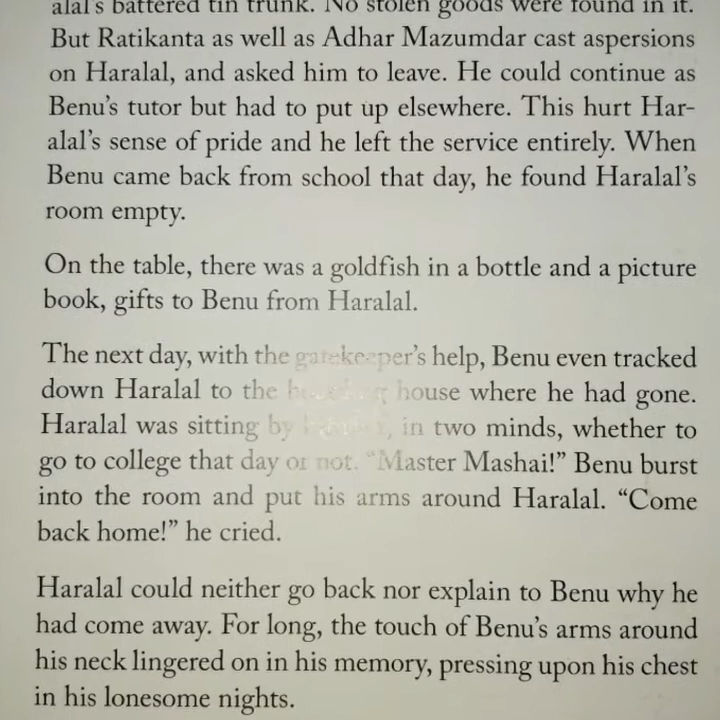 alal's battered tin trunk. No stolen goods were found in it.
But Ratikanta as well as Adhar Mazumdar cast aspersions
on Haralal, and asked him to leave. He could continue as
Benu's tutor but had to put up elsewhere. This hurt Har-
alal's sense of pride and he left the service entirely. When
Benu came back from school that day, he found Haralal's
room empty.
On the table, there was a goldfish in a bottle and a picture
book, gifts to Benu from Haralal.
The next day, with the gatekeeper's help, Benu even tracked
down Haralal to the house where he had gone.
Haralal was sitting by in two minds, whether to
go to college that day or not. “Master Mashai!” Benu burst
into the room and put his arms around Haralal. “Come
back home!” he cried.
Haralal could neither go back nor explain to Benu why he
had come away. For long, the touch of Benu's arms around
his neck lingered on in his memory, pressing upon his chest
in his lonesome nights.